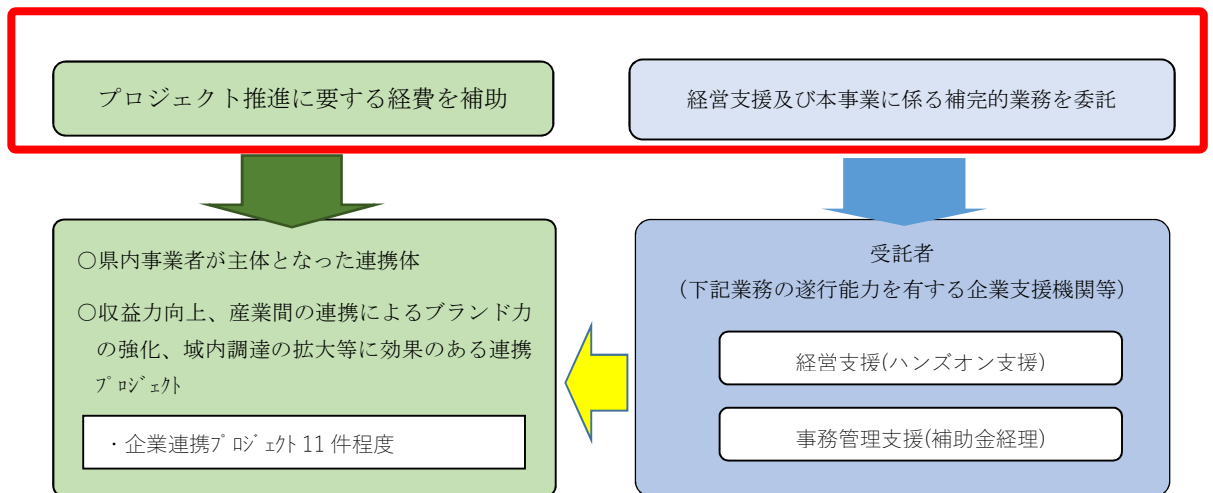 プロジェクト推進に要する経費を補助
経営支援及び本事業に係る補完的業務を委託
○県内事業者が主体となった連携体
○収益力向上、産業間の連携によるブランド力
の強化、域内調達の拡大等に効果のある連携
ﾌﾟﾛｼﾞｪｸﾄ
・企業連携ﾌﾟﾛｼﾞｪｸﾄ 11 件程度
受託者
（下記業務の遂行能力を有する企業支援機関等）
経営支援(ハンズオン支援)
事務管理支援(補助金経理)